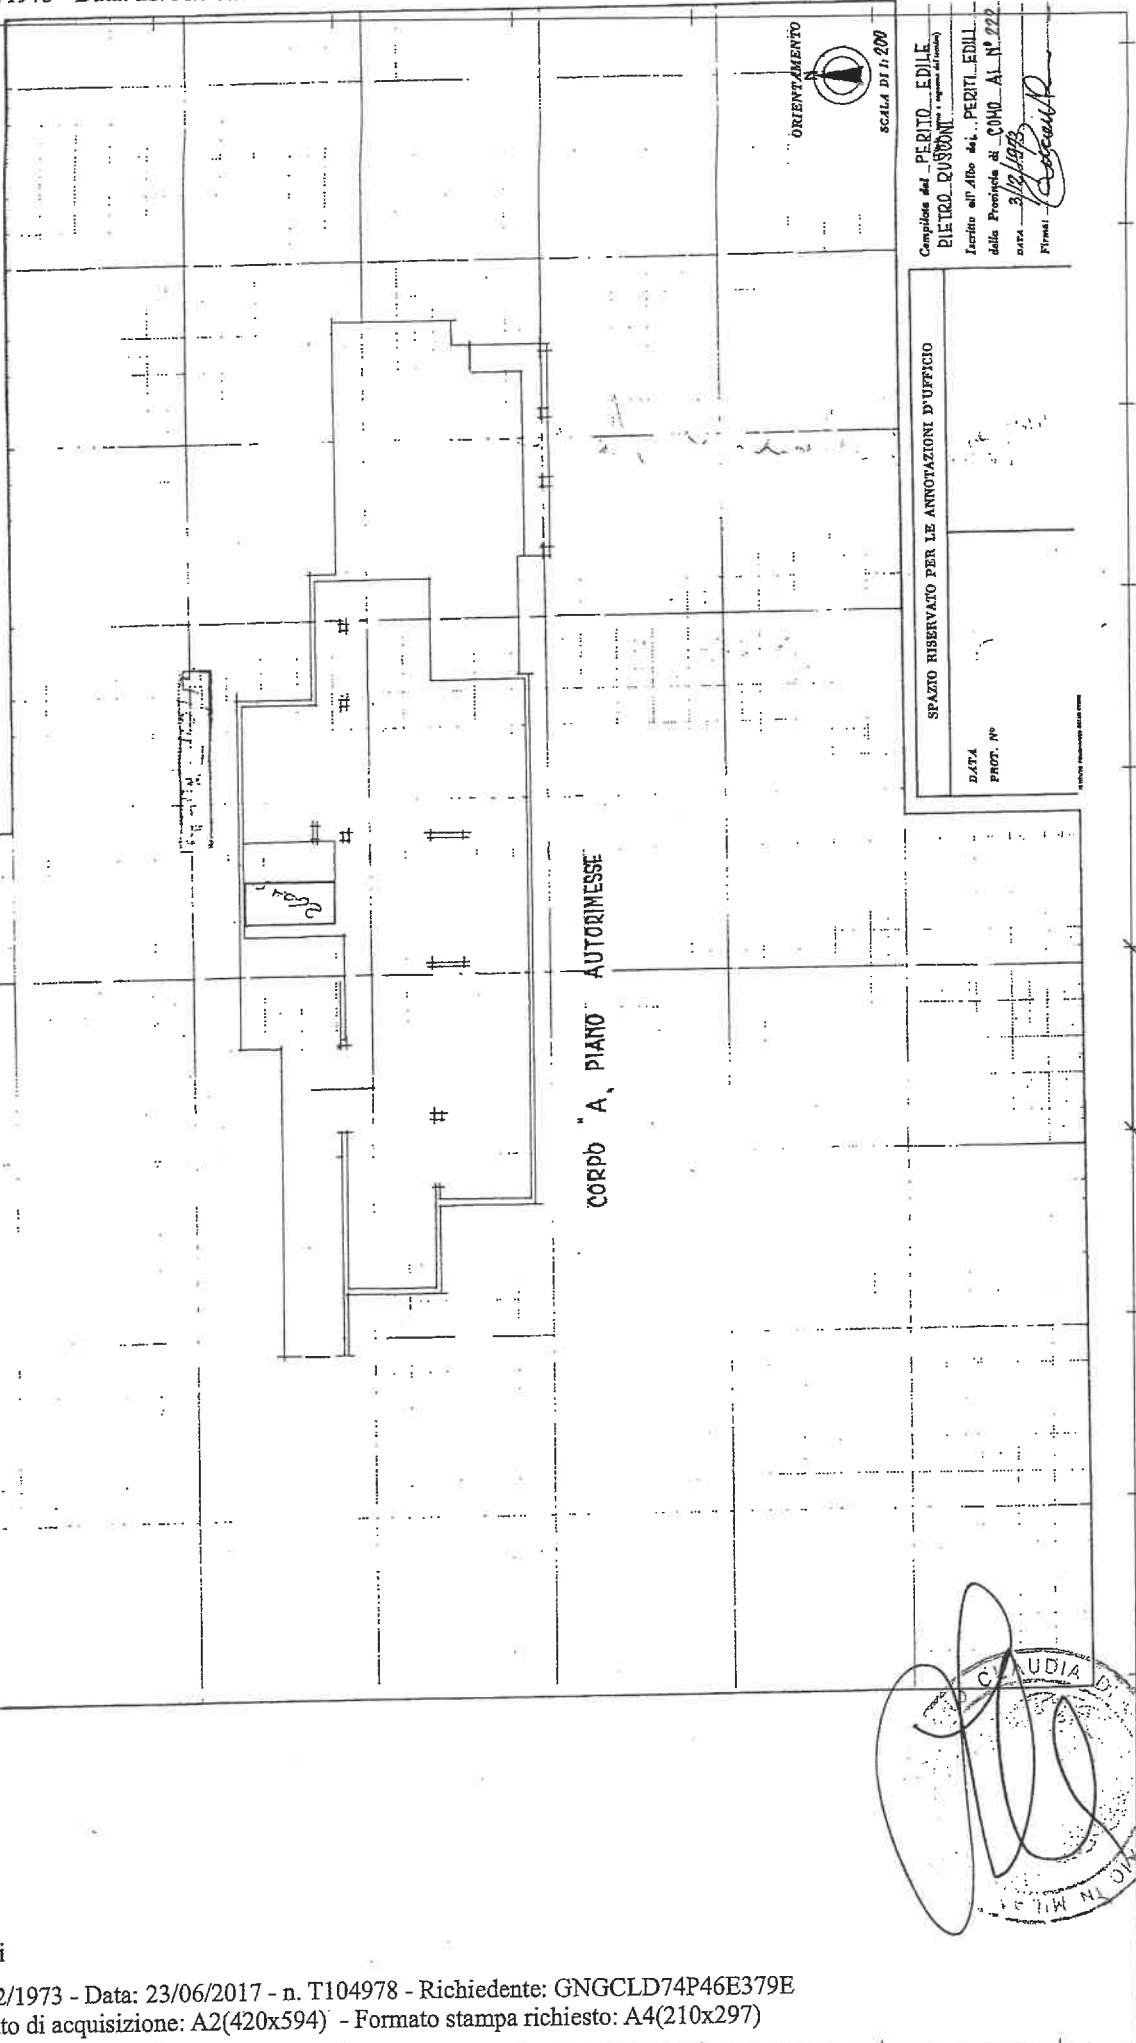 ORIENTAMENTO
SCALA DI 1:200
Compilata dal PERITO EDILE
PIETRO RUSCONI
Iscritto all'Albo dei PERITI EDILI
della Provincia di COMO AL N° 222
DATA 3/12/1973
Firma:
SPAZIO RISERVATO PER LE ANNOTAZIONI D'UFFICIO
DATA
PROT. N°
CORPO "A" PIANO AUTORIMESSE
CLAUDIA
i
2/1973 - Data: 23/06/2017 - n. T104978 - Richiedente: GNGCLD74P46E379E
to di acquisizione: A2(420x594) - Formato stampa richiesto: A4(210x297)